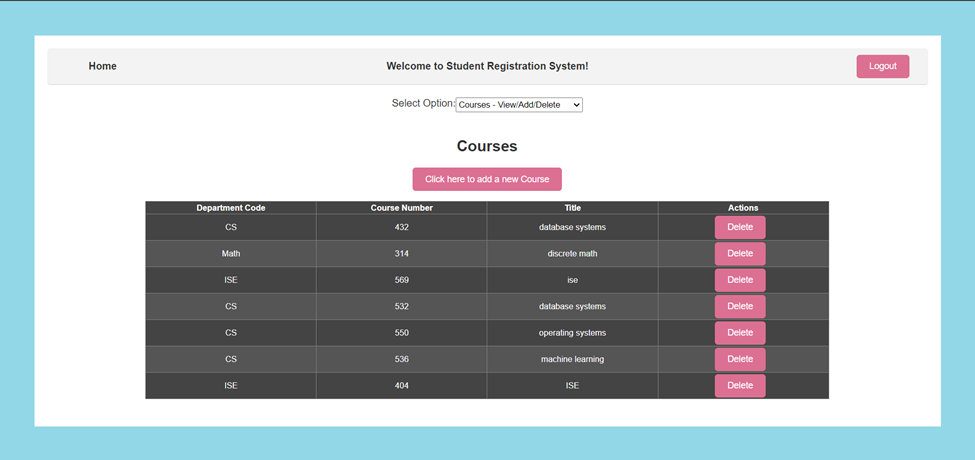 Home Welcome to Student Registration System! Logout
Select Option: Courses - View/Add/Delete
Courses
Click here to add a new Course
Department Code Course Number Title Actions
CS 432 database systems Delete
Math 314 discrete math Delete
ISE 569 ise Delete
CS 532 database systems Delete
CS 550 operating systems Delete
CS 536 machine learning Delete
ISE 404 ISE Delete